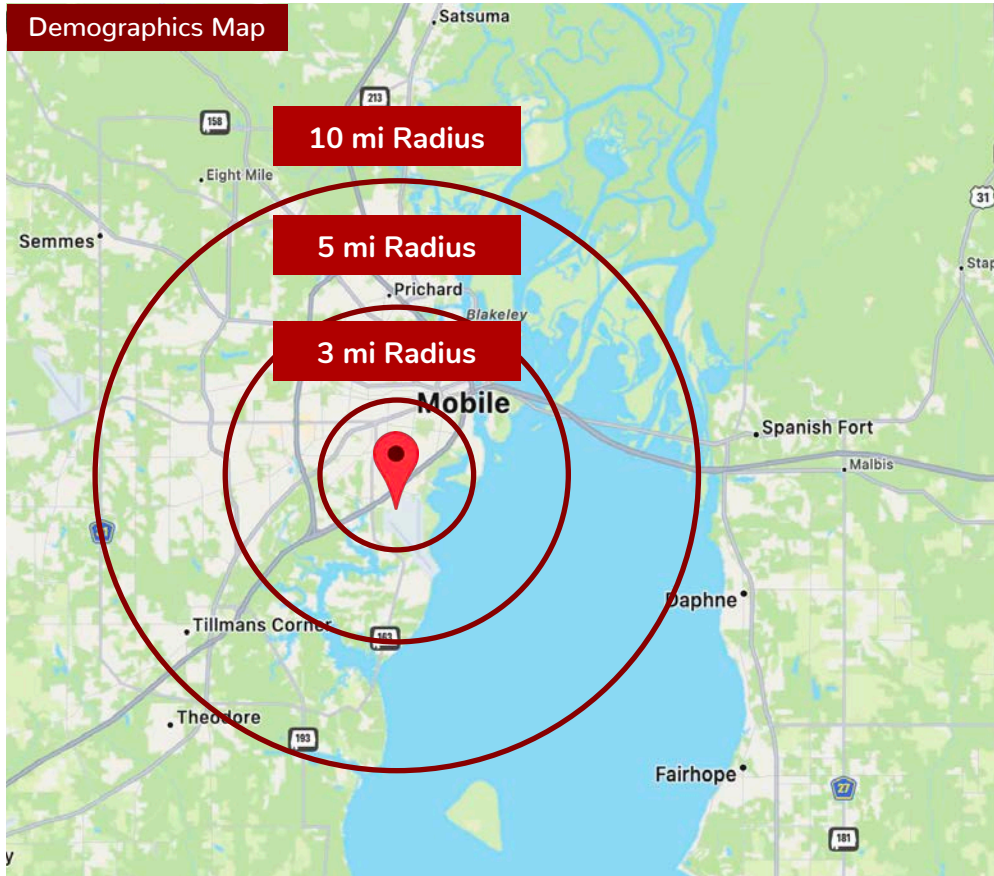 Demographics Map
Satsuma
213
158
10 mi Radius
Eight Mile
31
Semmes
5 mi Radius
Stap
Prichard
Blakeley
3 mi Radius
Mobile
Spanish Fort
Malbis
Daphne
Tillmans Corner
163
Theodore
193
Fairhope
27
181
y